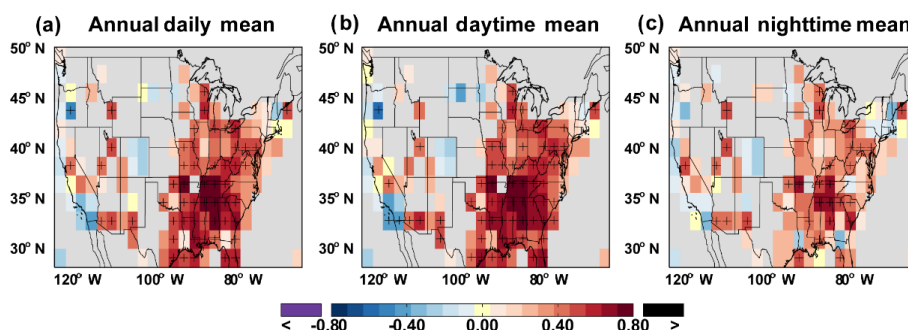 (a) Annual daily mean
(b) Annual daytime mean
(c) Annual nighttime mean
50° N
45° N
40° N
35° N
30° N
120° W 100° W 80° W
50° N
45° N
40° N
35° N
30° N
120° W 100° W 80° W
50° N
45° N
40° N
35° N
30° N
120° W 100° W 80° W
< -0.80 -0.40 0.00 0.40 0.80 >